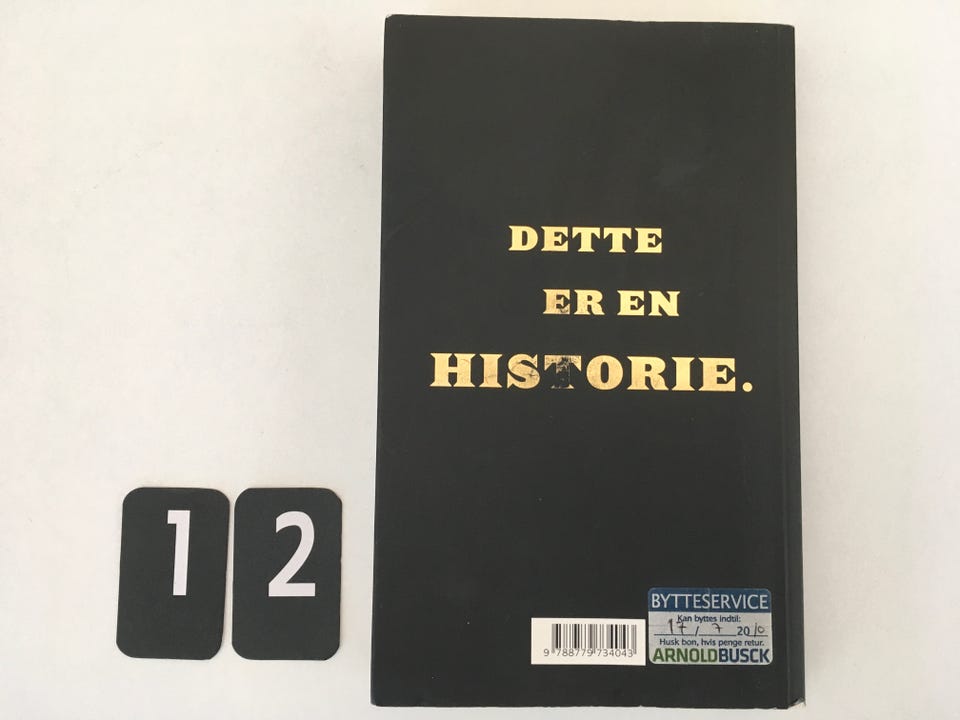 DETTE
ER EN
HISTORIE.
1 2
9 788779 734043
BYTTESERVICE
Kan byttes indtil:
17 / 7 2010
Husk bon, hvis penge retur.
ARNOLDBUSCK